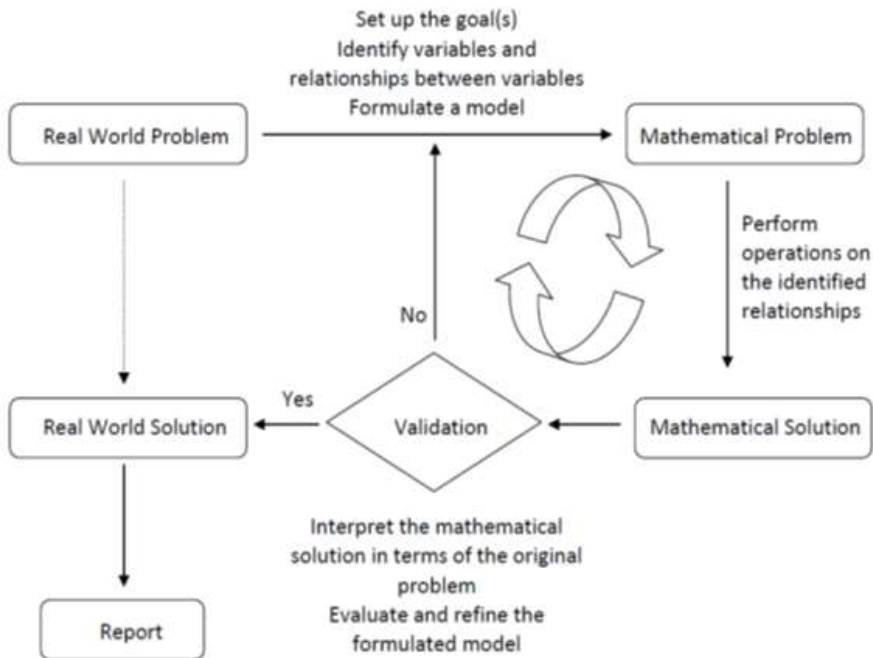 Set up the goal(s)
Identify variables and
relationships between variables
Formulate a model
Real World Problem
Mathematical Problem
Perform
operations on
the identified
relationships
No
Yes
Real World Solution
Validation
Mathematical Solution
Interpret the mathematical
solution in terms of the original
problem
Evaluate and refine the
formulated model
Report